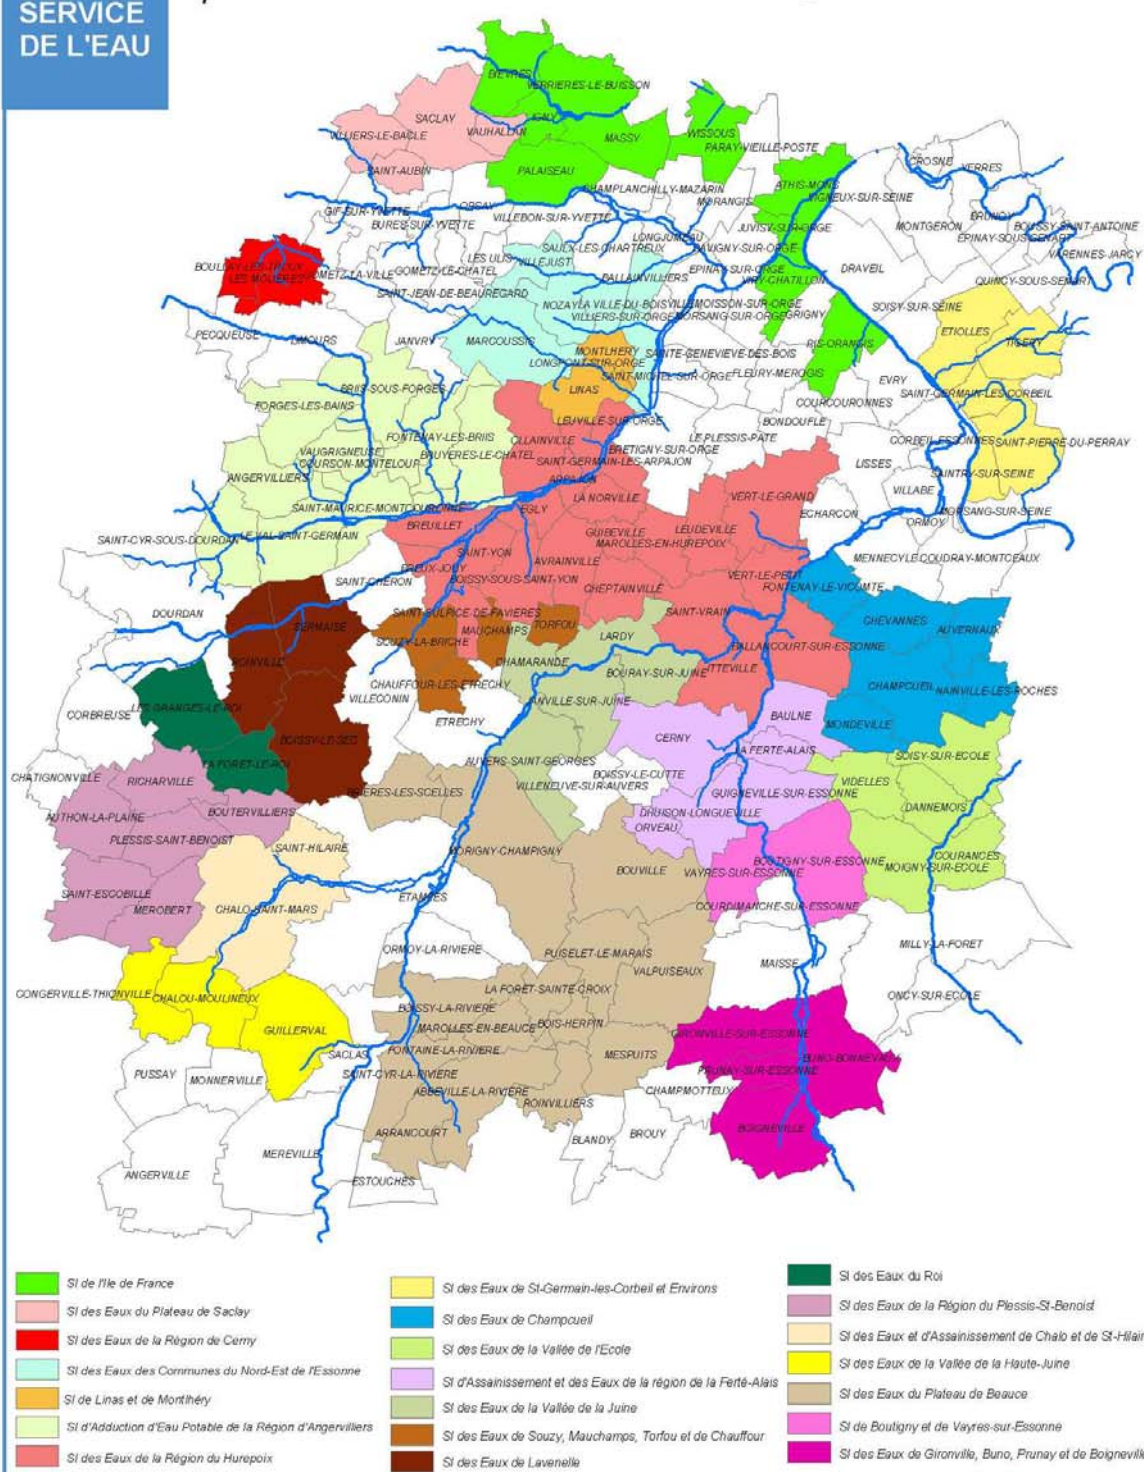 SERVICE
DE L'EAU
BIEVRES
VERRIERES-LE-BUISSON
IGNY
SACLAY
VAUHALLAN
MASSY
WISSOUS
VILLIERS-LE-BACLE
PARAY-VIEILLE-POSTE
SAINT-AUBIN
PALAISEAU
CROSNE
YERRES
CHAMPLAN
CHILLY-MAZARIN
ATHIS-MONS
VIGNEUX-SUR-SEINE
MORANGIS
GIF-SUR-YVETTE
ORSAY
VILLEBON-SUR-YVETTE
BURES-SUR-YVETTE
MONTGERON
BRUNOY
BOUSSY-SAINT-ANTOINE
EPINAY-SOUS-SENART
JUVISY-SUR-ORGE
LONGJUMEAU
SAULX-LES-CHARTREUX
SAVIGNY-SUR-ORGE
VARENNES-JARCY
LES ULIS
VILLEJUST
BOULLAY-LES-TROUX
LES MOLIERES
GOMETZ-LA-VILLE
GOMETZ-LE-CHATEL
BALLAINVILLIERS
EPINAY-SUR-ORGE
DRAVEIL
VIRY-CHATILLON
QUINCY-SOUS-SENART
SAINT-JEAN-DE-BEAUREGARD
NOZAY
LA VILLE-DU-BOIS
VILLEMOISSON-SUR-ORGE
VILLIERS-SUR-ORGE
MORSANG-SUR-ORGE
GRIGNY
SOISY-SUR-SEINE
PECQUEUSE
LIMOURS
JANVRY
MARCOUSSIS
ETIOLLES
TIGERY
RIS-ORANGIS
MONTLHERY
LONGPONT-SUR-ORGE
SAINTE-GENEVIEVE-DES-BOIS
SAINT-MICHEL-SUR-ORGE
FLEURY-MEROGIS
EVRY
BRIIS-SOUS-FORGES
LINAS
SAINT-GERMAIN-LES-CORBEIL
FORGES-LES-BAINS
COURCOURONNES
LEUVILLE-SUR-ORGE
BONDOUFLE
FONTENAY-LES-BRIIS
OLLAINVILLE
LE PLESSIS-PATE
CORBEIL-ESSONNES
SAINT-PIERRE-DU-PERRAY
VAUGRIGNEUSE
BRUYERES-LE-CHATEL
BRETIGNY-SUR-ORGE
COURSON-MONTELOUP
SAINT-GERMAIN-LES-ARPAJON
LISSES
ANGERVILLIERS
ARPAJON
SAINTRY-SUR-SEINE
VILLABE
LA NORVILLE
VERT-LE-GRAND
SAINT-MAURICE-MONTCOURONNE
EGLY
ECHARCON
MORSANG-SUR-SEINE
ORMOY
BREUILLET
GUIBEVILLE
LEUDEVILLE
SAINT-CYR-SOUS-DOURDAN
LE VAL-SAINT-GERMAIN
MAROLLES-EN-HUREPOIX
SAINT-YON
AVRAINVILLE
MENNECY
LE COUDRAY-MONTCEAUX
BREUX-JOUY
SAINT-CHERON
BOISSY-SOUS-SAINT-YON
CHEPTAINVILLE
VERT-LE-PETIT
FONTENAY-LE-VICOMTE
DOURDAN
SAINT-SULPICE-DE-FAVIERES
SAINT-VRAIN
CHEVANNES
AUVERNAUX
SERMAISE
MAUCHAMPS
TORFOU
LARDY
SOUZY-LA-BRICHE
BALLANCOURT-SUR-ESSONNE
ROINVILLE
CHAMARANDE
ITTEVILLE
BOURAY-SUR-JUINE
CHAUFFOUR-LES-ETRECHY
CHAMPCUEIL
NAINVILLE-LES-ROCHES
VILLECONIN
JANVILLE-SUR-JUINE
LES GRANGES-LE-ROI
CORBREUSE
ETRECHY
BAULNE
MONDEVILLE
BOISSY-LE-SEC
CERNY
LA FERTE-ALAIS
SOISY-SUR-ECOLE
LA FORET-LE-ROI
AUVERS-SAINT-GEORGES
CHATIGNONVILLE
RICHARVILLE
BOISSY-LE-CUTTE
VILLENEUVE-SUR-AUVERS
VIDELLES
BRIERES-LES-SCELLES
GUIGNEVILLE-SUR-ESSONNE
DANNEMOIS
AUTHON-LA-PLAINE
BOUTERVILLIERS
D'HUISON-LONGUEVILLE
ORVEAU
PLESSIS-SAINT-BENOIST
SAINT-HILAIRE
MORIGNY-CHAMPIGNY
COURANCES
BOUTIGNY-SUR-ESSONNE
BOUVILLE
VAYRES-SUR-ESSONNE
MOIGNY-SUR-ECOLE
SAINT-ESCOBILLE
ETAMPES
MEROBERT
CHALO-SAINT-MARS
COURDIMANCHE-SUR-ESSONNE
ORMOY-LA-RIVIERE
PUISELET-LE-MARAIS
MILLY-LA-FORET
MAISSE
VALPUISEAUX
CONGERVILLE-THIONVILLE
CHALOU-MOULINEUX
LA FORET-SAINTE-CROIX
ONCY-SUR-ECOLE
BOISSY-LA-RIVIERE
GUILLERVAL
MAROLLES-EN-BEAUCE
BOIS-HERPIN
GIRONVILLE-SUR-ESSONNE
SACLAS
FONTAINE-LA-RIVIERE
MESPUITS
BUNO-BONNEVAUX
PUSSAY
MONNERVILLE
SAINT-CYR-LA-RIVIERE
PRUNAY-SUR-ESSONNE
ABBEVILLE-LA-RIVIERE
CHAMPMOTTEUX
ROINVILLIERS
ARRANCOURT
BLANDY
BROUY
BOIGNEVILLE
MEREVILLE
ANGERVILLE
ESTOUCHES
SI de l'Ile de France
SI des Eaux du Plateau de Saclay
SI des Eaux de la Région de Cerny
SI des Eaux des Communes du Nord-Est de l'Essonne
SI de Linas et de Montlhéry
SI d'Adduction d'Eau Potable de la Région d'Angervilliers
SI des Eaux de la Région du Hurepoix
SI des Eaux de St-Germain-les-Corbeil et Environs
SI des Eaux de Champcueil
SI des Eaux de la Vallée de l'Ecole
SI d'Assainissement et des Eaux de la région de la Ferté-Alais
SI des Eaux de la Vallée de la Juine
SI des Eaux de Souzy, Mauchamps, Torfou et de Chauffour
SI des Eaux de Lavenelle
SI des Eaux du Roi
SI des Eaux de la Région du Plessis-St-Benoist
SI des Eaux et d'Assainissement de Chalo et de St-Hilair
SI des Eaux de la Vallée de la Haute-Juine
SI des Eaux du Plateau de Beauce
SI de Boutigny et de Vayres-sur-Essonne
SI des Eaux de Gironville, Buno, Prunay et de Boigneville